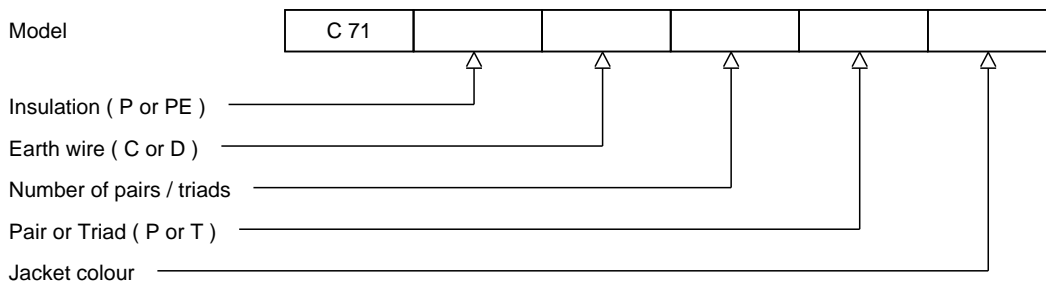 Model C 71
Insulation ( P or PE )
Earth wire ( C or D )
Number of pairs / triads
Pair or Triad ( P or T )
Jacket colour